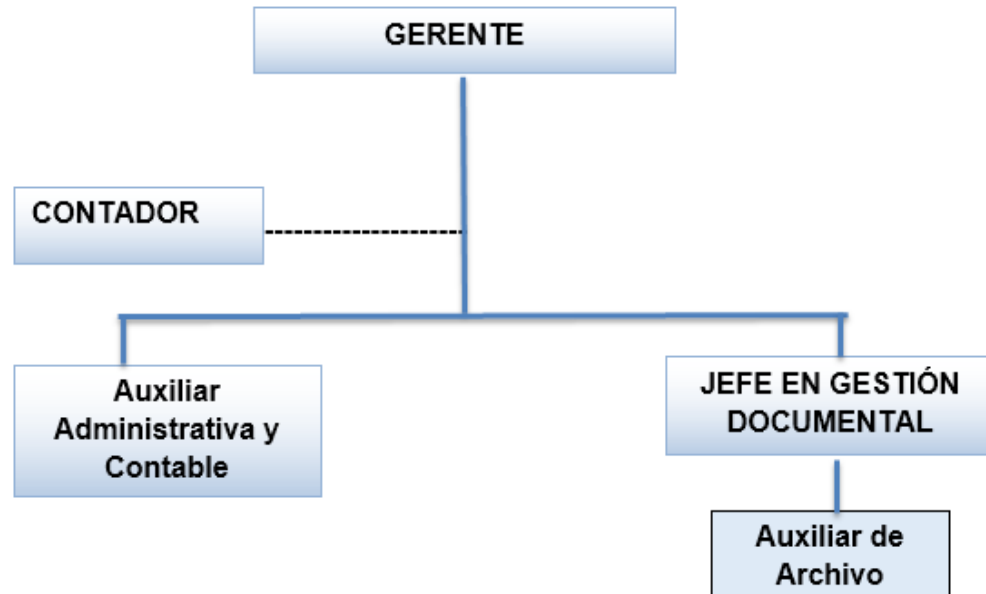 GERENTE
CONTADOR
Auxiliar
Administrativa y
Contable
JEFE EN GESTIÓN
DOCUMENTAL
Auxiliar de
Archivo